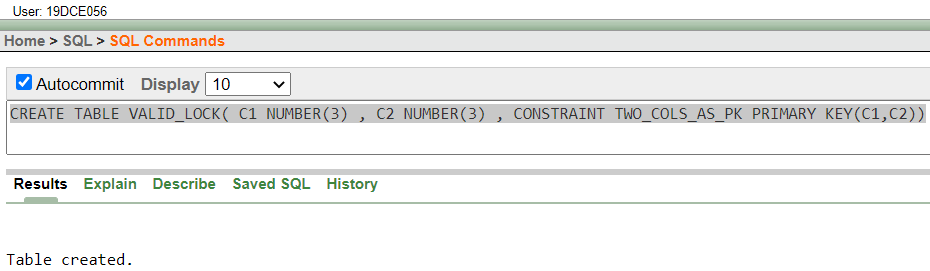 User: 19DCE056
Home > SQL > SQL Commands
Autocommit Display 10
CREATE TABLE VALID_LOCK( C1 NUMBER(3) , C2 NUMBER(3) , CONSTRAINT TWO_COLS_AS_PK PRIMARY KEY(C1,C2))
Results Explain Describe Saved SQL History
Table created.